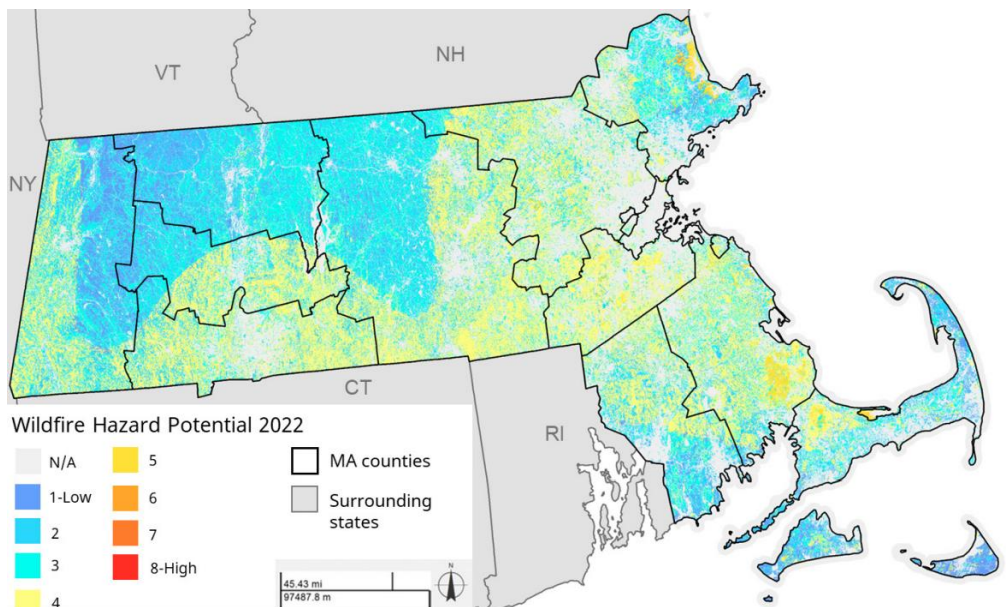 VT
NH
NY
CT
RI
Wildfire Hazard Potential 2022
N/A
1-Low
2
3
4
5
6
7
8-High
MA counties
Surrounding
states
45.43 mi
97487.8 m
N